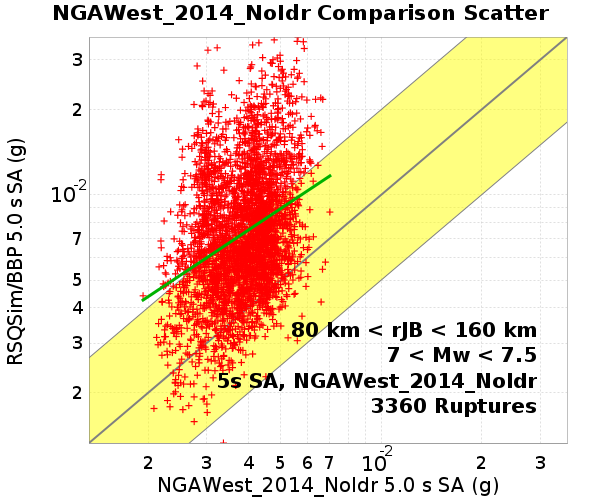 NGAWest_2014_NoIdr Comparison Scatter
RSQSim/BBP 5.0 s SA (g)
3
2
10-2
7
5
4
3
2
80 km < rJB < 160 km
7 < Mw < 7.5
5s SA, NGAWest_2014_NoIdr
3360 Ruptures
2 3 4 5 6 7 10-2 2 3
NGAWest_2014_NoIdr 5.0 s SA (g)